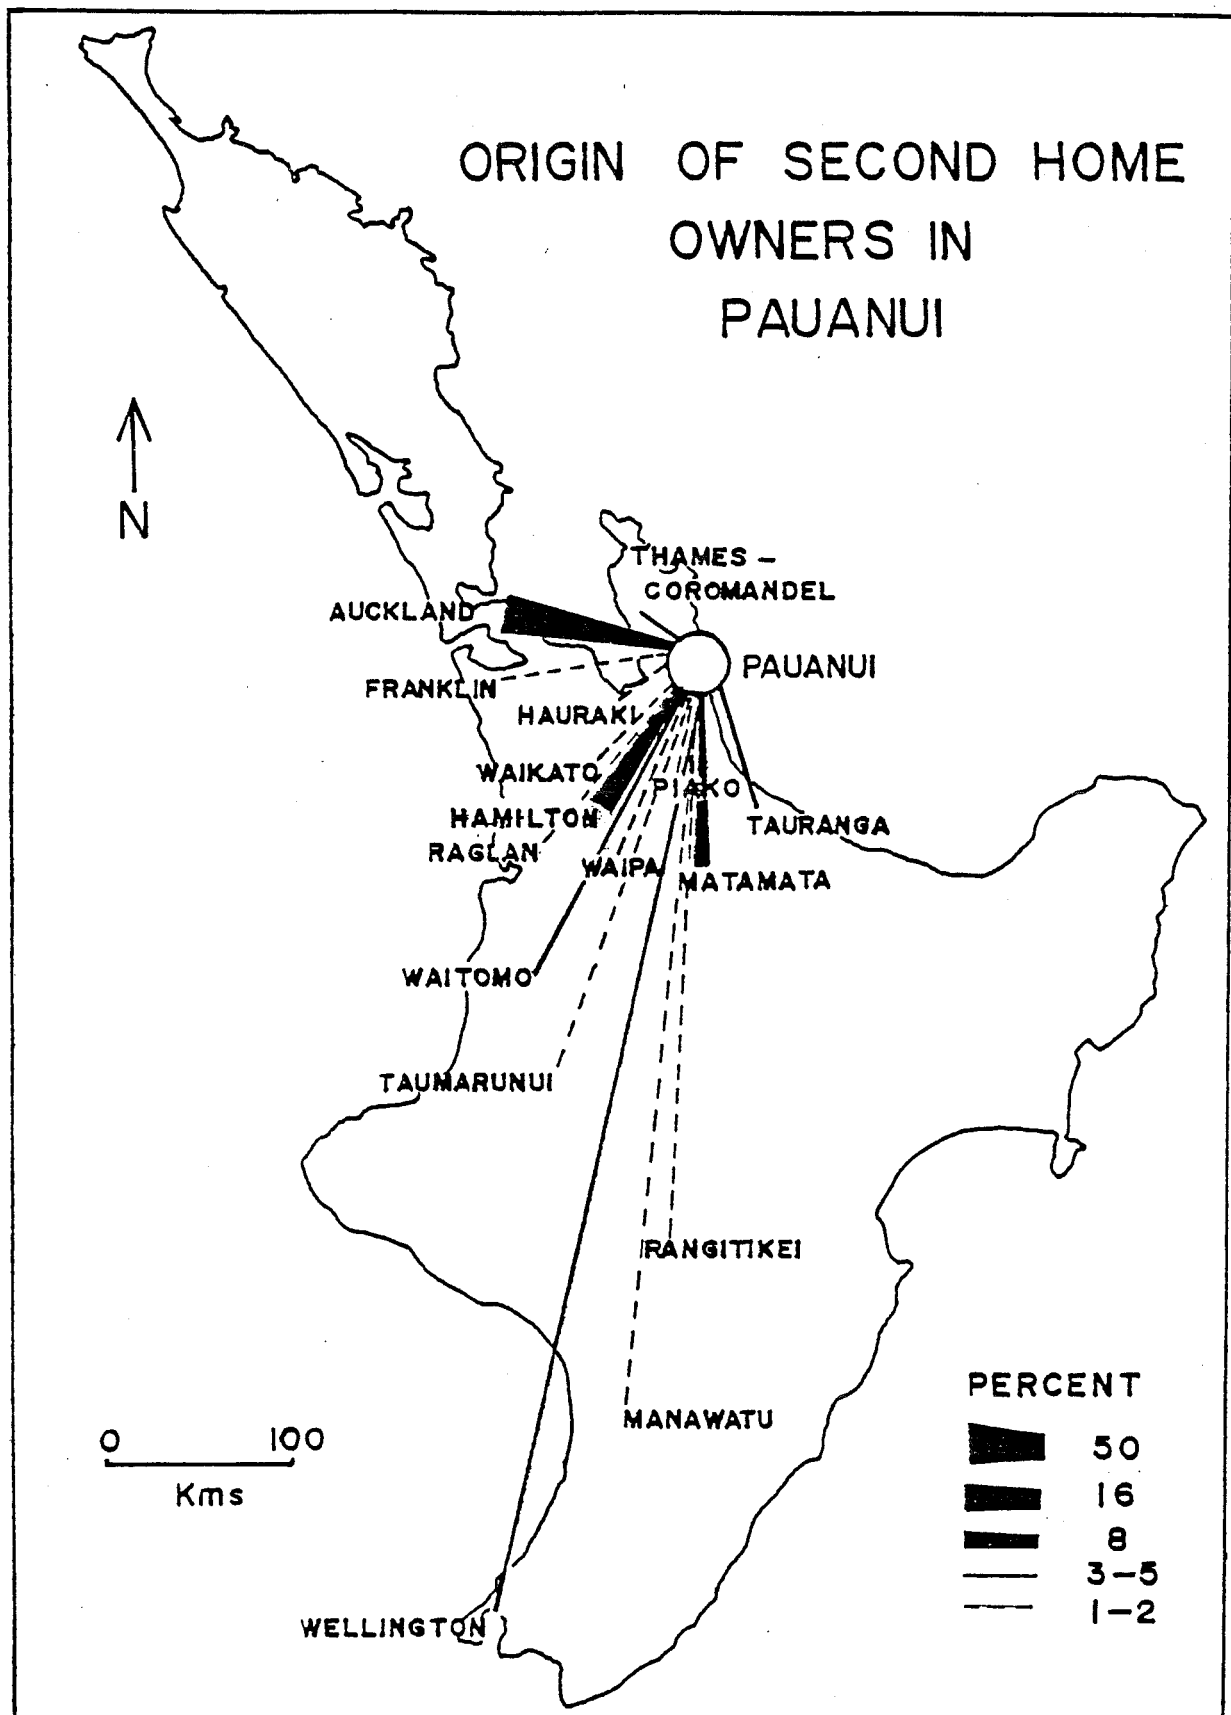 ORIGIN OF SECOND HOME
OWNERS IN
PAUANUI
N
THAMES –
COROMANDEL
AUCKLAND
PAUANUI
FRANKLIN
HAURAKI
WAIKATO
PIAKO
HAMILTON
TAURANGA
RAGLAN
WAIPA
MATAMATA
WAITOMO
TAUMARUNUI
RANGITIKEI
MANAWATU
PERCENT
50
16
8
3–5
1–2
0 100
Kms
WELLINGTON